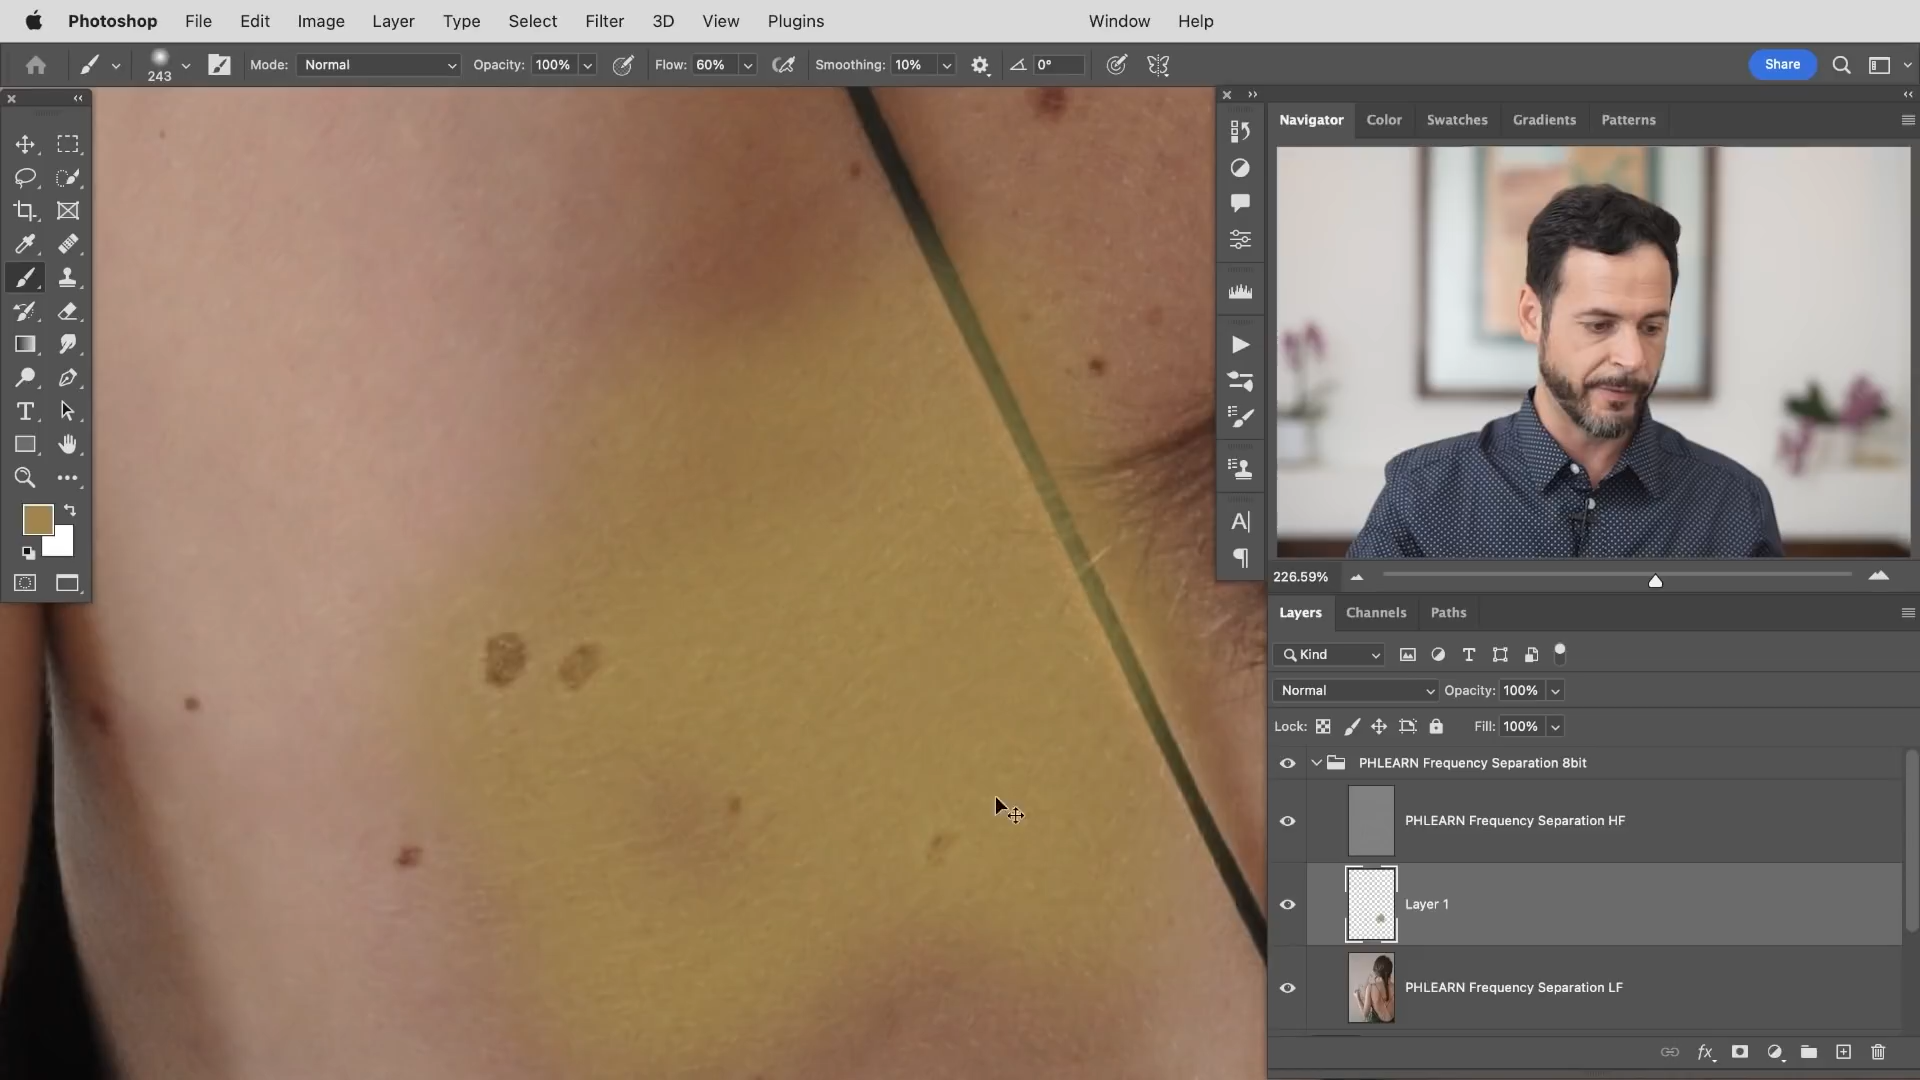 Photoshop File Edit Image Layer Type Select Filter 3D View Plugins Window Help
243 Mode: Normal Opacity: 100% Flow: 60% Smoothing: 10% 0° Share
Navigator Color Swatches Gradients Patterns
226.59%
Layers Channels Paths
Kind
Normal Opacity: 100%
Lock: Fill: 100%
PHLEARN Frequency Separation 8bit
PHLEARN Frequency Separation HF
Layer 1
PHLEARN Frequency Separation LF
fx